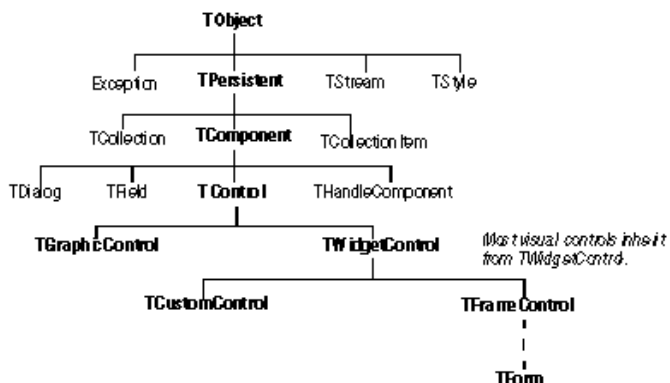 TObject
Exception TPersistent TStream TStyle
TCollection TComponent TCollectionItem
TDialog TField TControl THandleComponent
TGraphicControl TWidgetControl Most visual controls inherit
from TWidgetControl.
TCustomControl TFrameControl
TForm